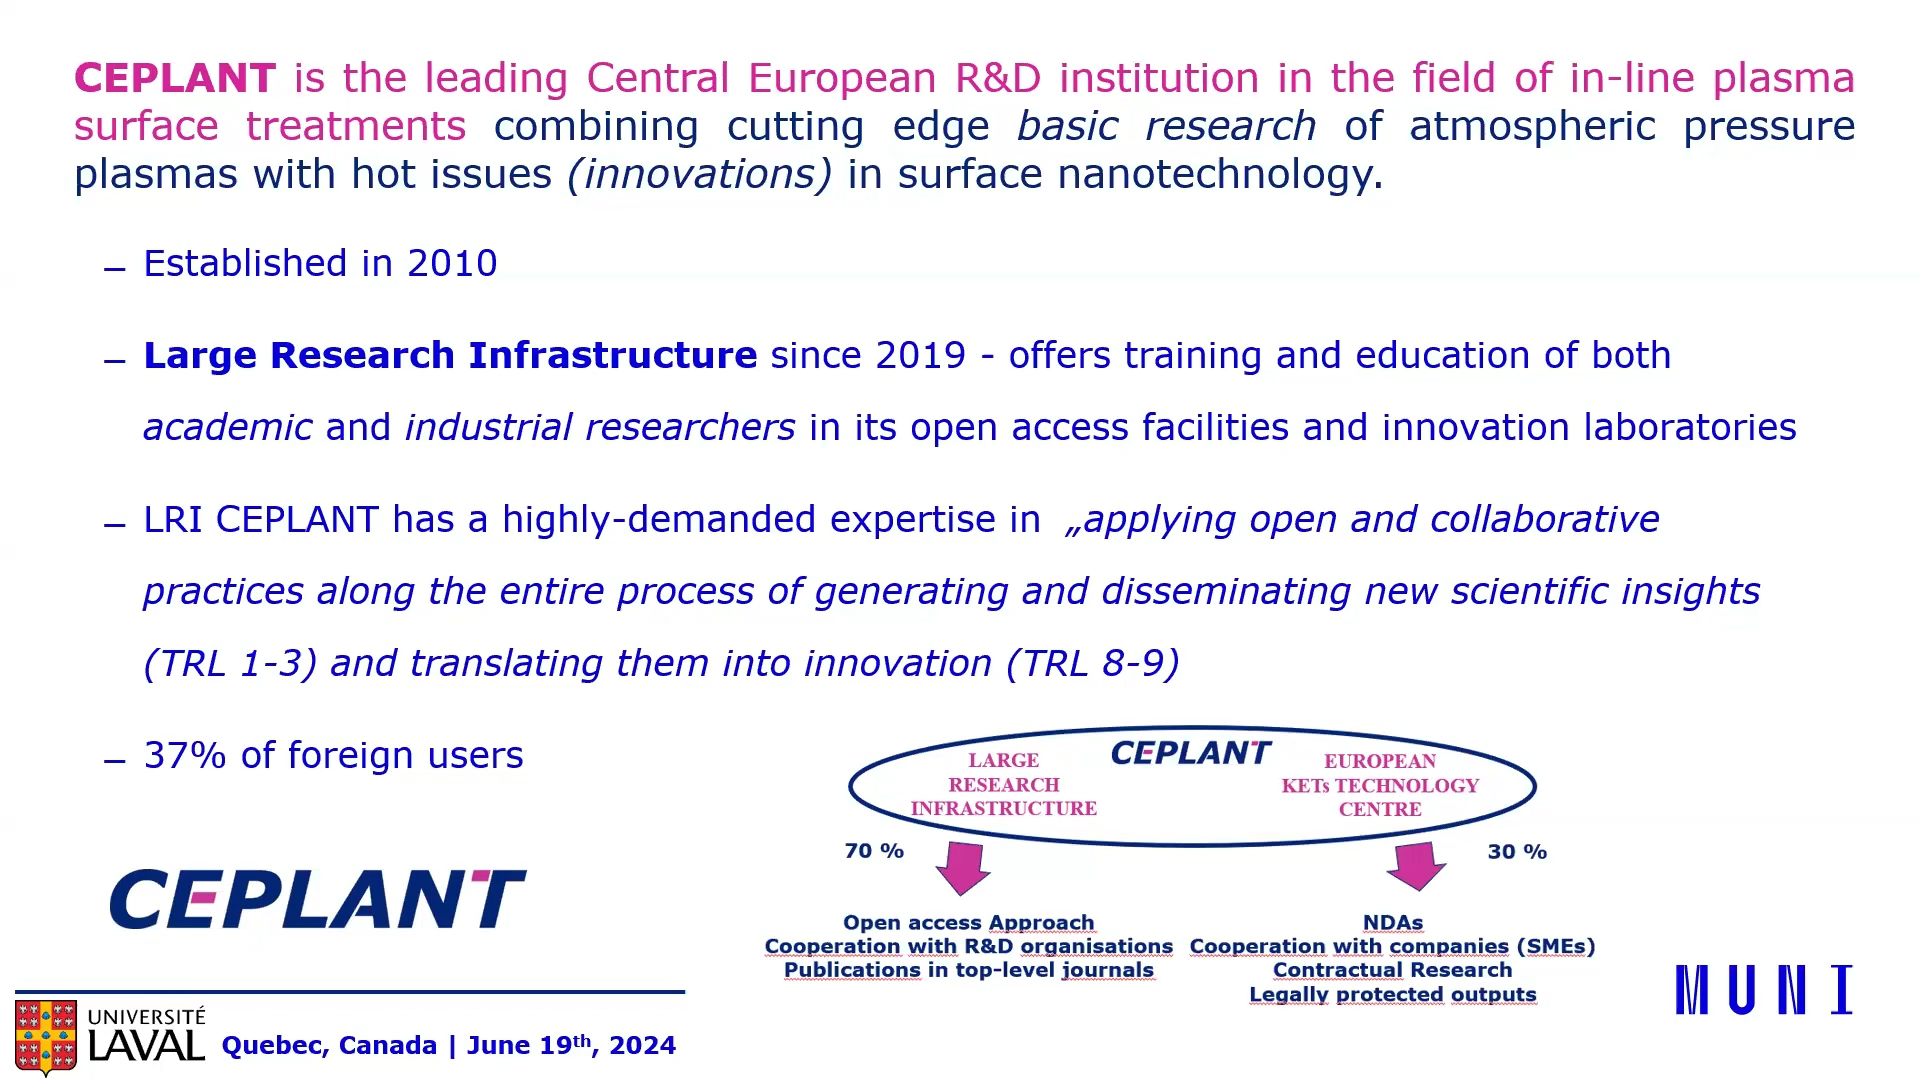 CEPLANT is the leading Central European R&D institution in the field of in-line plasma
surface treatments combining cutting edge basic research of atmospheric pressure
plasmas with hot issues (innovations) in surface nanotechnology.
– Established in 2010
– Large Research Infrastructure since 2019 - offers training and education of both
academic and industrial researchers in its open access facilities and innovation laboratories
– LRI CEPLANT has a highly-demanded expertise in „applying open and collaborative
practices along the entire process of generating and disseminating new scientific insights
(TRL 1-3) and translating them into innovation (TRL 8-9)
– 37% of foreign users
CEPLANT
LARGE
RESEARCH
INFRASTRUCTURE
EUROPEAN
KETs TECHNOLOGY
CENTRE
70 %
30 %
Open access Approach
Cooperation with R&D organisations
Publications in top-level journals
NDAs
Cooperation with companies (SMEs)
Contractual Research
Legally protected outputs
CEPLANT
MUNI
UNIVERSITÉ
LAVAL
Quebec, Canada | June 19th, 2024